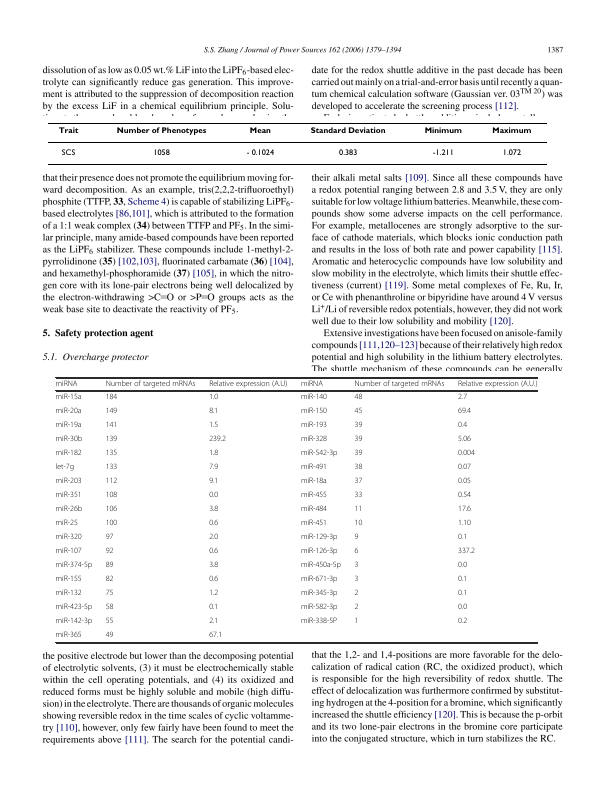 S.S. Zhang / Journal of Power Sources 162 (2006) 1379–1394
1387
dissolution of as low as 0.05 wt.% LiF into the LiPF6-based elec-
trolyte can significantly reduce gas generation. This improve-
ment is attributed to the suppression of decomposition reaction
by the excess LiF in a chemical equilibrium principle. Solu-
date for the redox shuttle additive in the past decade has been
carried out mainly on a trial-and-error basis until recently a quan-
tum chemical calculation software (Gaussian ver. 03TM 20) was
developed to accelerate the screening process [112].
Trait Number of Phenotypes Mean Standard Deviation Minimum Maximum
SCS 1058 - 0.1024 0.383 -1.211 1.072
that their presence does not promote the equilibrium moving for-
ward decomposition. As an example, tris(2,2,2-trifluoroethyl)
phosphite (TTFP, 33, Scheme 4) is capable of stabilizing LiPF6-
based electrolytes [86,101], which is attributed to the formation
of a 1:1 weak complex (34) between TTFP and PF5. In the simi-
lar principle, many amide-based compounds have been reported
as the LiPF6 stabilizer. These compounds include 1-methyl-2-
pyrrolidinone (35) [102,103], fluorinated carbamate (36) [104],
and hexamethyl-phosphoramide (37) [105], in which the nitro-
gen core with its lone-pair electrons being well delocalized by
the electron-withdrawing >C=O or >P=O groups acts as the
weak base site to deactivate the reactivity of PF5.
5. Safety protection agent
5.1. Overcharge protector
their alkali metal salts [109]. Since all these compounds have
a redox potential ranging between 2.8 and 3.5 V, they are only
suitable for low voltage lithium batteries. Meanwhile, these com-
pounds show some adverse impacts on the cell performance.
For example, metallocenes are strongly adsorptive to the sur-
face of cathode materials, which blocks ionic conduction path
and results in the loss of both rate and power capability [115].
Aromatic and heterocyclic compounds have low solubility and
slow mobility in the electrolyte, which limits their shuttle effec-
tiveness (current) [119]. Some metal complexes of Fe, Ru, Ir,
or Ce with phenanthroline or bipyridine have around 4 V versus
Li+/Li of reversible redox potentials, however, they did not work
well due to their low solubility and mobility [120].
Extensive investigations have been focused on anisole-family
compounds [111,120–123] because of their relatively high redox
potential and high solubility in the lithium battery electrolytes.
The shuttle mechanism of these compounds can be generally
miRNA Number of targeted mRNAs Relative expression (A.U) miRNA Number of targeted mRNAs Relative expression (A.U.)
miR-15a 184 1.0 miR-140 48 2.7
miR-20a 149 8.1 miR-150 45 69.4
miR-19a 141 1.5 miR-193 39 0.4
miR-30b 139 239.2 miR-328 39 5.06
miR-182 135 1.8 miR-542-3p 39 0.004
let-7g 133 7.9 miR-491 38 0.07
miR-203 112 9.1 miR-18a 37 0.05
miR-351 108 0.0 miR-455 33 0.54
miR-26b 106 3.8 miR-484 11 17.6
miR-25 100 0.6 miR-451 10 1.10
miR-320 97 2.0 miR-129-3p 9 0.1
miR-107 92 0.6 miR-126-3p 6 337.2
miR-374-5p 89 3.8 miR-450a-5p 3 0.0
miR-155 82 0.6 miR-671-3p 3 0.1
miR-132 75 1.2 miR-345-3p 2 0.1
miR-423-5p 58 0.1 miR-582-3p 2 0.0
miR-142-3p 55 2.1 miR-338-5P 1 0.2
miR-365 49 67.1
the positive electrode but lower than the decomposing potential
of electrolytic solvents, (3) it must be electrochemically stable
within the cell operating potentials, and (4) its oxidized and
reduced forms must be highly soluble and mobile (high diffu-
sion) in the electrolyte. There are thousands of organic molecules
showing reversible redox in the time scales of cyclic voltamme-
try [110], however, only few fairly have been found to meet the
requirements above [111]. The search for the potential candi-
that the 1,2- and 1,4-positions are more favorable for the delo-
calization of radical cation (RC, the oxidized product), which
is responsible for the high reversibility of redox shuttle. The
effect of delocalization was furthermore confirmed by substitut-
ing hydrogen at the 4-position for a bromine, which significantly
increased the shuttle efficiency [120]. This is because the p-orbit
and its two lone-pair electrons in the bromine core participate
into the conjugated structure, which in turn stabilizes the RC.